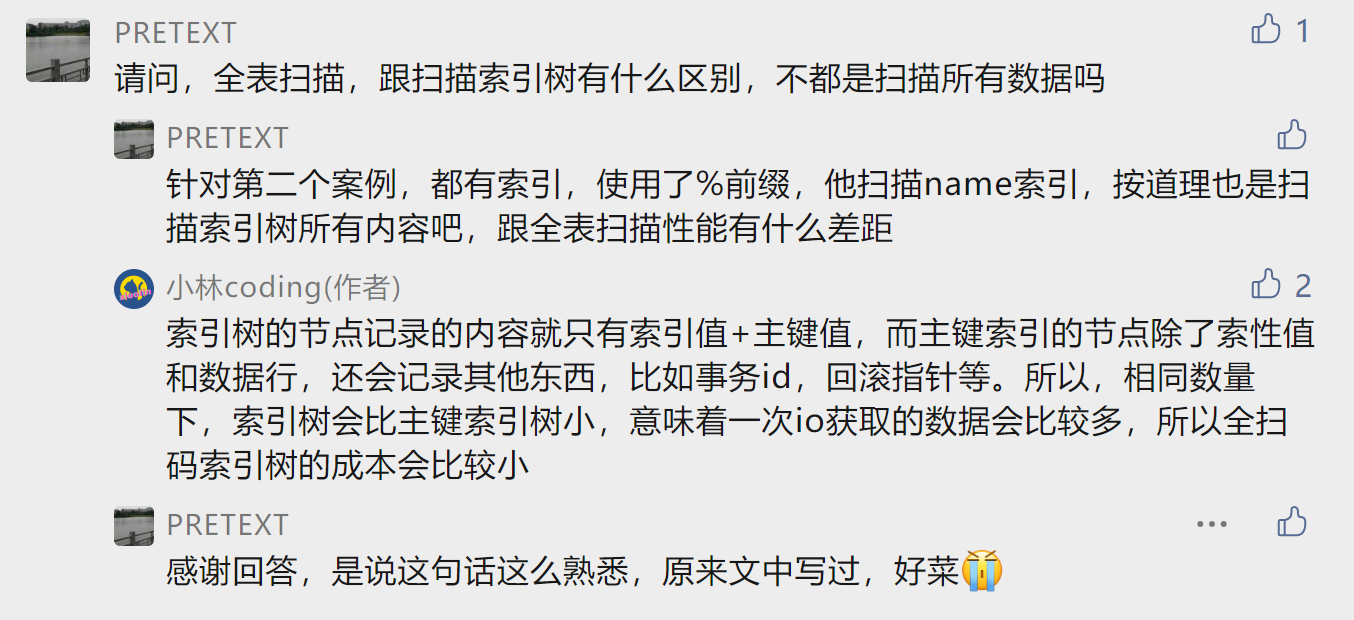 PRETEXT
1
请问，全表扫描，跟扫描索引树有什么区别，不都是扫描所有数据吗
PRETEXT
针对第二个案例，都有索引，使用了%前缀，他扫描name索引，按道理也是扫
描索引树所有内容吧，跟全表扫描性能有什么差距
小林coding(作者)
2
索引树的节点记录的内容就只有索引值+主键值，而主键索引的节点除了索性值
和数据行，还会记录其他东西，比如事务id，回滚指针等。所以，相同数量
下，索引树会比主键索引树小，意味着一次io获取的数据会比较多，所以全扫
码索引树的成本会比较小
PRETEXT
感谢回答，是说这句话这么熟悉，原来文中写过，好菜😭